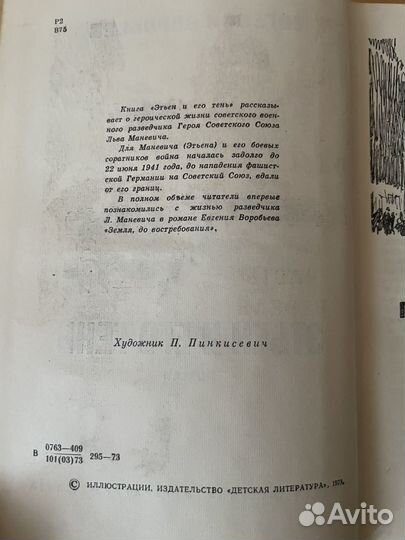 Р2
В75
Книга «Этьен и его тень» рассказы-
вает о героической жизни советского воен-
ного разведчика Героя Советского Союза
Льва Маневича.
Для Маневича (Этьена) и его боевых
соратников война началась задолго до
22 июня 1941 года, до нападения фашист-
ской Германии на Советский Союз, вдали
от его границ.
В полном объеме читатели впервые
познакомились с жизнью разведчика
Л. Маневича в романе Евгения Воробьева
«Земля, до востребования».
Художник П. Пинкисевич
В 0763—409
101(03)73 295—73
© ИЛЛЮСТРАЦИИ, ИЗДАТЕЛЬСТВО «ДЕТСКАЯ ЛИТЕРАТУРА», 1973.
Avito